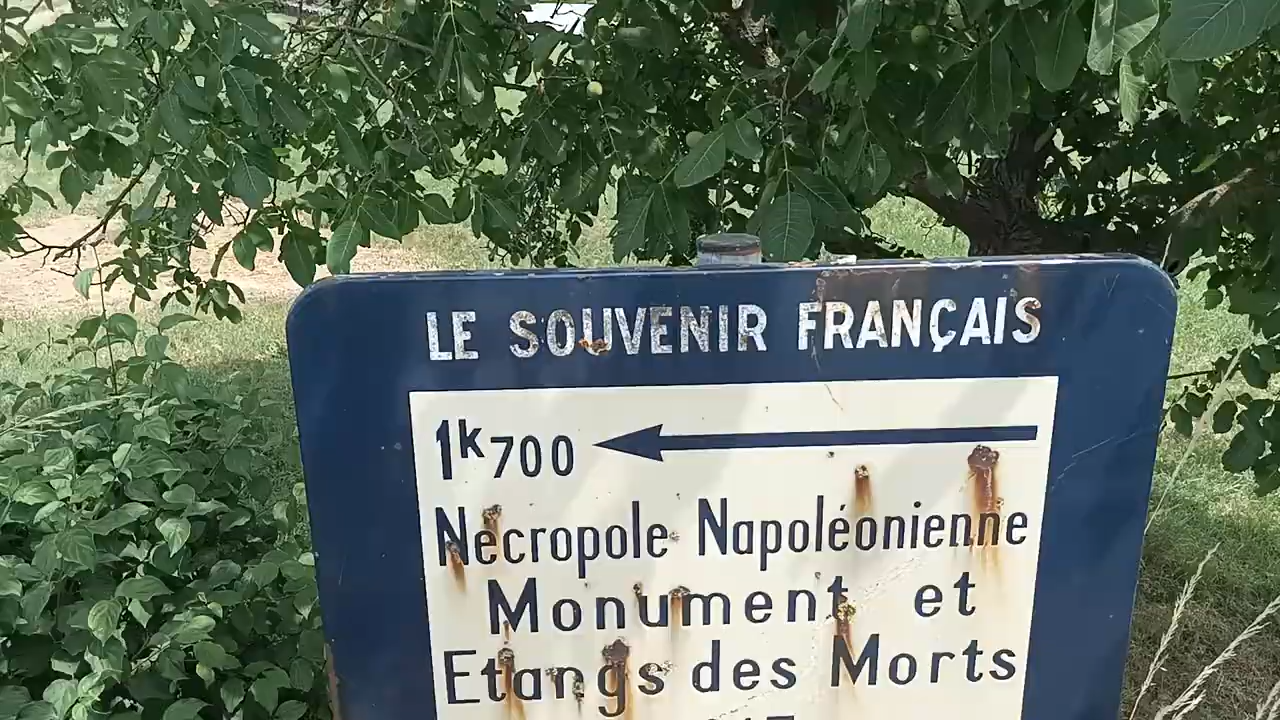 LE SOUVENIR FRANÇAIS
1k700
Nécropole Napoléonienne
Monument et
Etangs des Morts